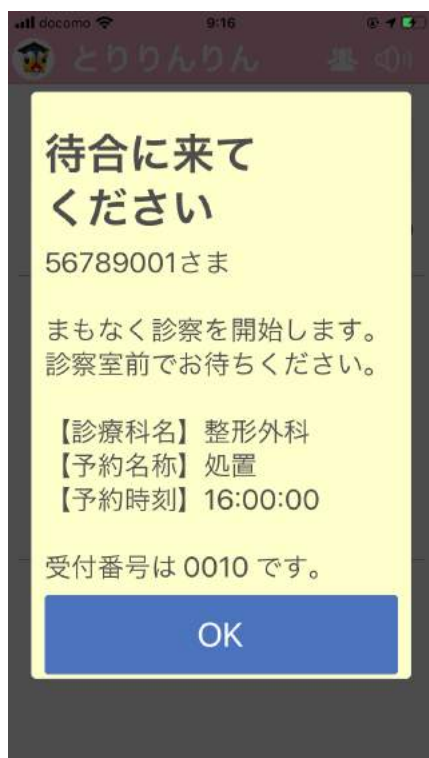 docomo 9:16
とりりんりん
待合に来て
ください
56789001さま
まもなく診察を開始します。
診察室前でお待ちください。
【診療科名】整形外科
【予約名称】処置
【予約時刻】16:00:00
受付番号は 0010 です。
OK